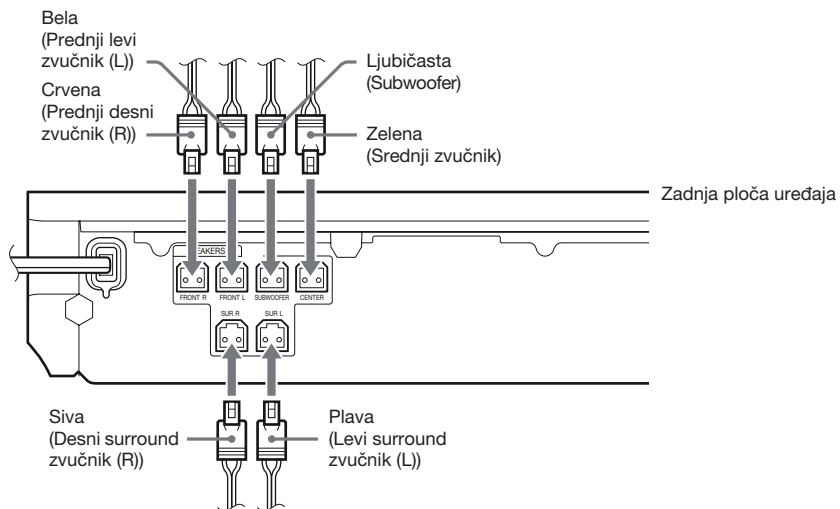 Bela
(Prednji levi
zvučnik (L))
Crvena
(Prednji desni
zvučnik (R))
Ljubičasta
(Subwoofer)
Zelena
(Srednji zvučnik)
Zadnja ploča uređaja
EAKERS
FRONT R FRONT L SUBWOOFER CENTER
SUR R SUR L
Siva
(Desni surround
zvučnik (R))
Plava
(Levi surround
zvučnik (L))